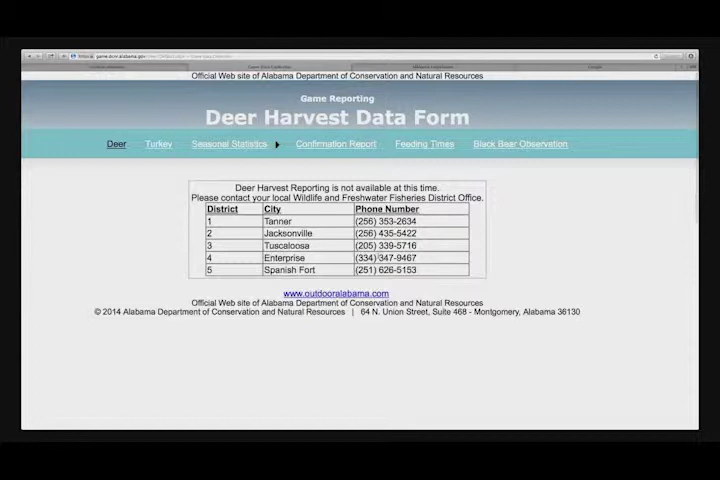 Official Web site of Alabama Department of Conservation and Natural Resources
Game Reporting
Deer Harvest Data Form
Deer Turkey Seasonal Statistics Confirmation Report Feeding Times Black Bear Observation
Deer Harvest Reporting is not available at this time.
Please contact your local Wildlife and Freshwater Fisheries District Office.
District City Phone Number
1 Tanner (256) 353-2634
2 Jacksonville (256) 435-5422
3 Tuscaloosa (205) 339-5716
4 Enterprise (334) 347-9467
5 Spanish Fort (251) 626-5153
www.outdooralabama.com
Official Web site of Alabama Department of Conservation and Natural Resources
© 2014 Alabama Department of Conservation and Natural Resources | 64 N. Union Street, Suite 468 - Montgomery, Alabama 36130